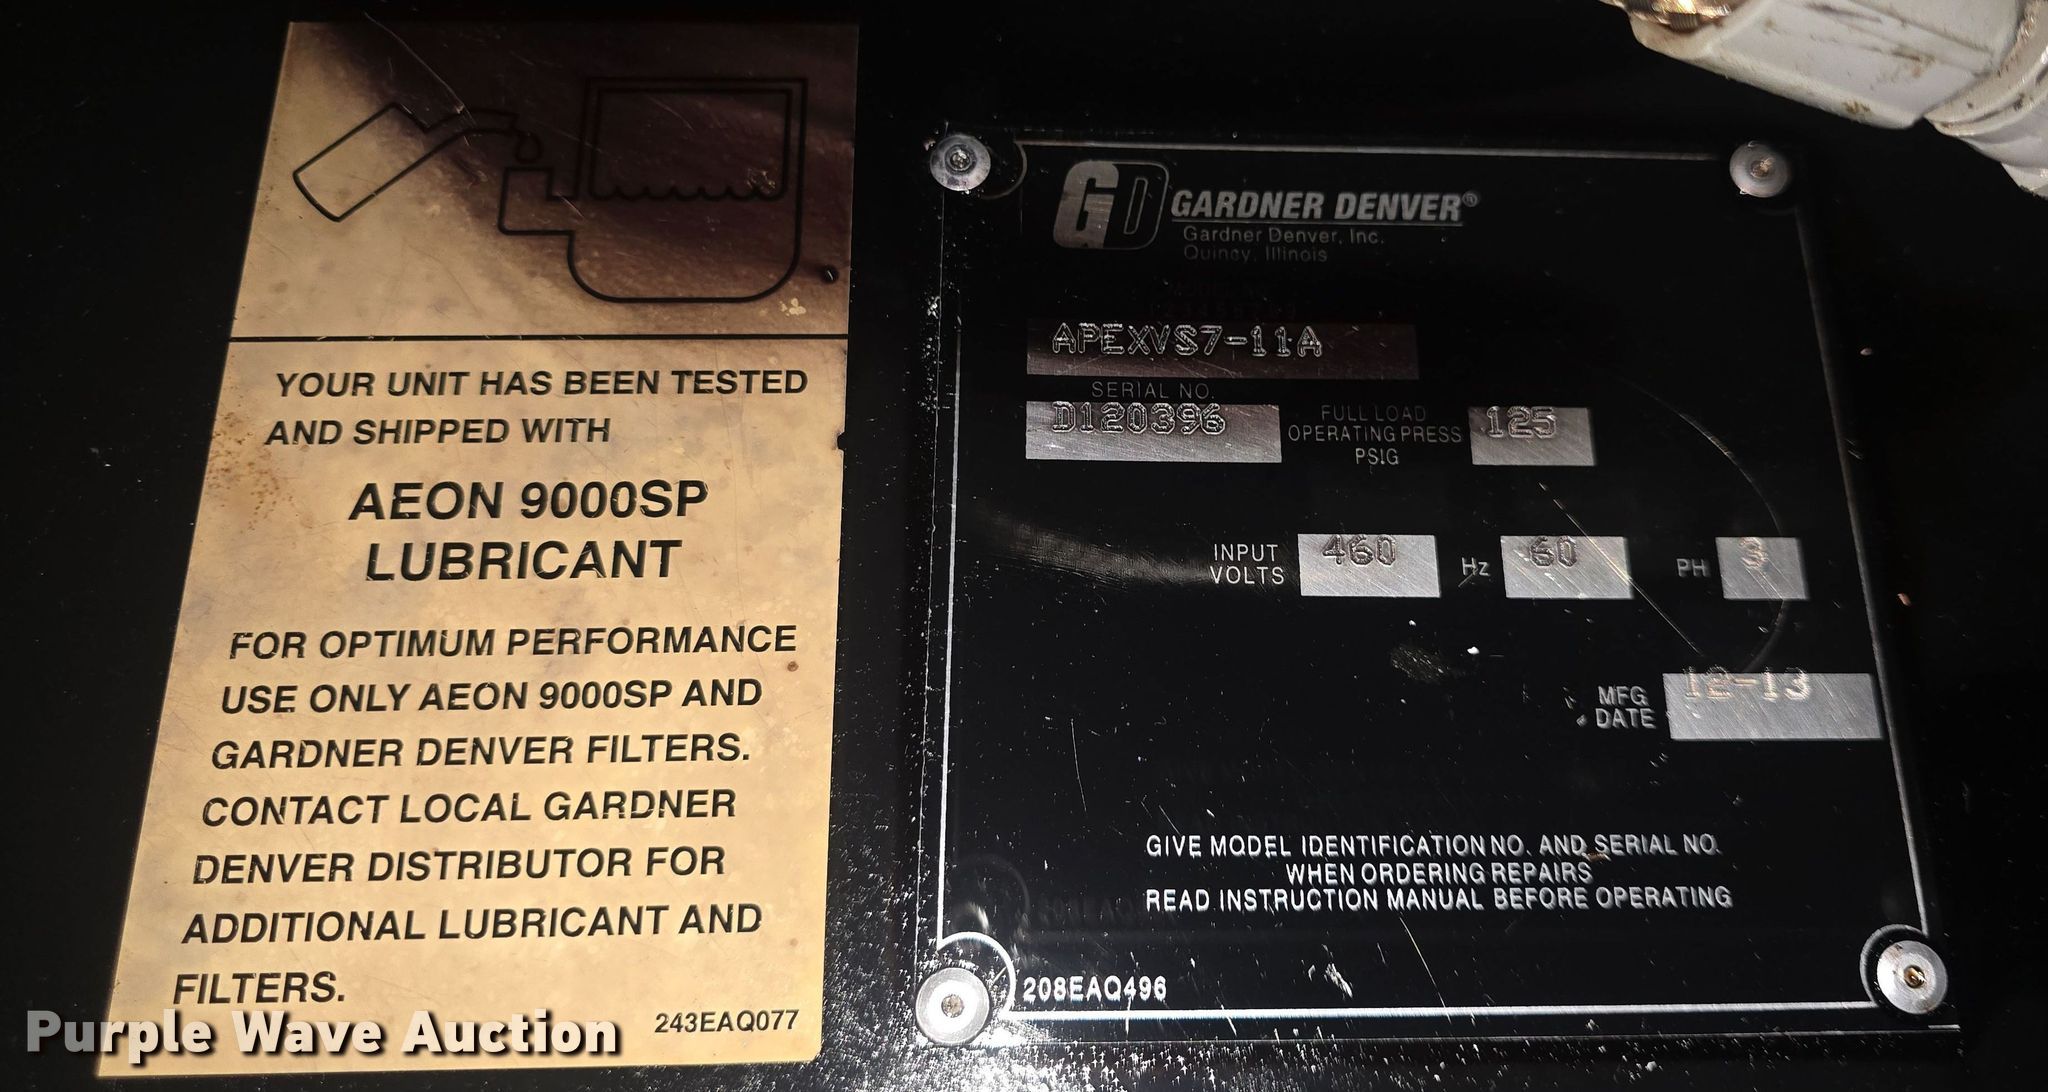 YOUR UNIT HAS BEEN TESTED
AND SHIPPED WITH
AEON 9000SP
LUBRICANT
FOR OPTIMUM PERFORMANCE
USE ONLY AEON 9000SP AND
GARDNER DENVER FILTERS.
CONTACT LOCAL GARDNER
DENVER DISTRIBUTOR FOR
ADDITIONAL LUBRICANT AND
FILTERS.
243EAQ077
GD GARDNER DENVER®
Gardner Denver, Inc.
Quincy, Illinois
APEXVS7-11A
SERIAL NO.
D120396
FULL LOAD
OPERATING PRESS
PSIG
125
INPUT
VOLTS
460
Hz 60
PH 3
MFG
DATE
12-13
GIVE MODEL IDENTIFICATION NO. AND SERIAL NO.
WHEN ORDERING REPAIRS
READ INSTRUCTION MANUAL BEFORE OPERATING
208EAQ496
Purple Wave Auction